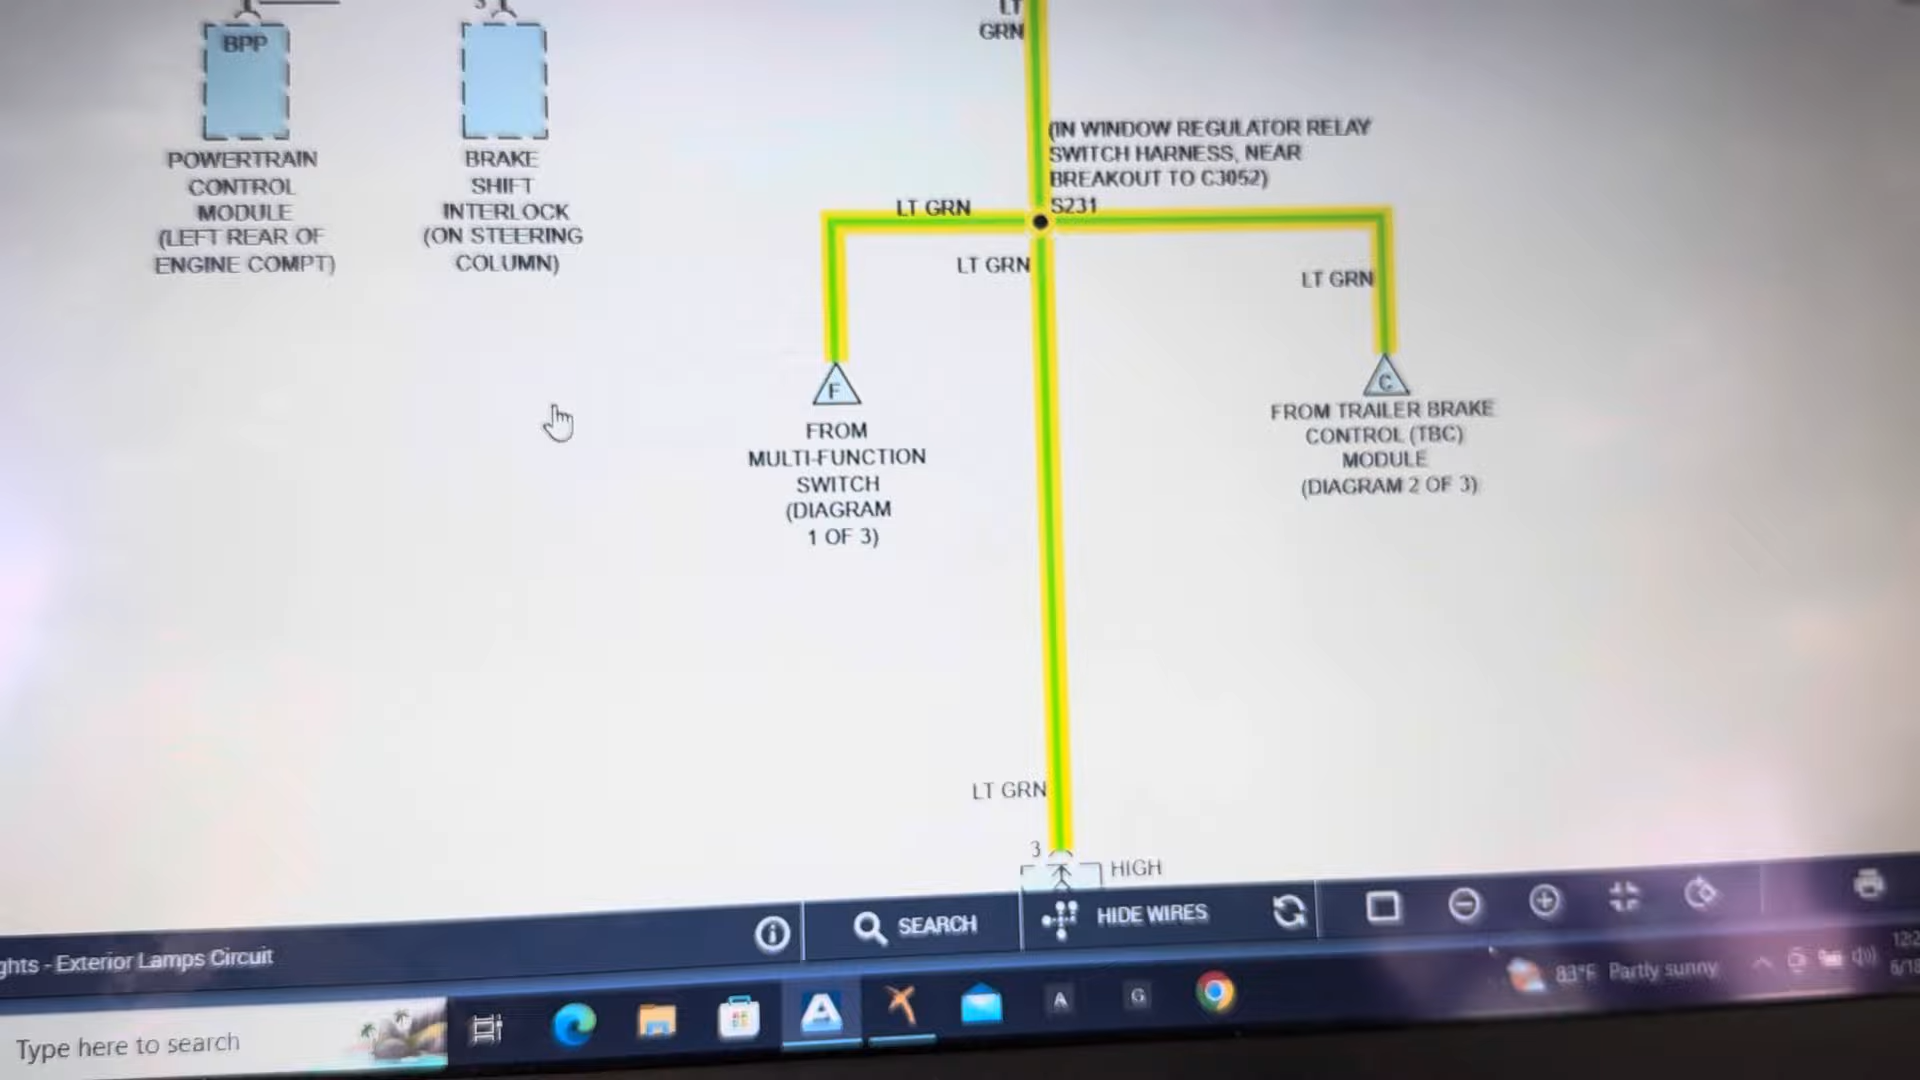 BPP
POWERTRAIN
CONTROL
MODULE
(LEFT REAR OF
ENGINE COMPT)
BRAKE
SHIFT
INTERLOCK
(ON STEERING
COLUMN)
LT
GRN
(IN WINDOW REGULATOR RELAY
SWITCH HARNESS, NEAR
BREAKOUT TO C3052)
S231
LT GRN
LT GRN
LT GRN
F
FROM
MULTI-FUNCTION
SWITCH
(DIAGRAM
1 OF 3)
C
FROM TRAILER BRAKE
CONTROL (TBC)
MODULE
(DIAGRAM 2 OF 3)
LT GRN
3
HIGH
ghts - Exterior Lamps Circuit
SEARCH
HIDE WIRES
Type here to search
A
A
G
83°F Partly sunny